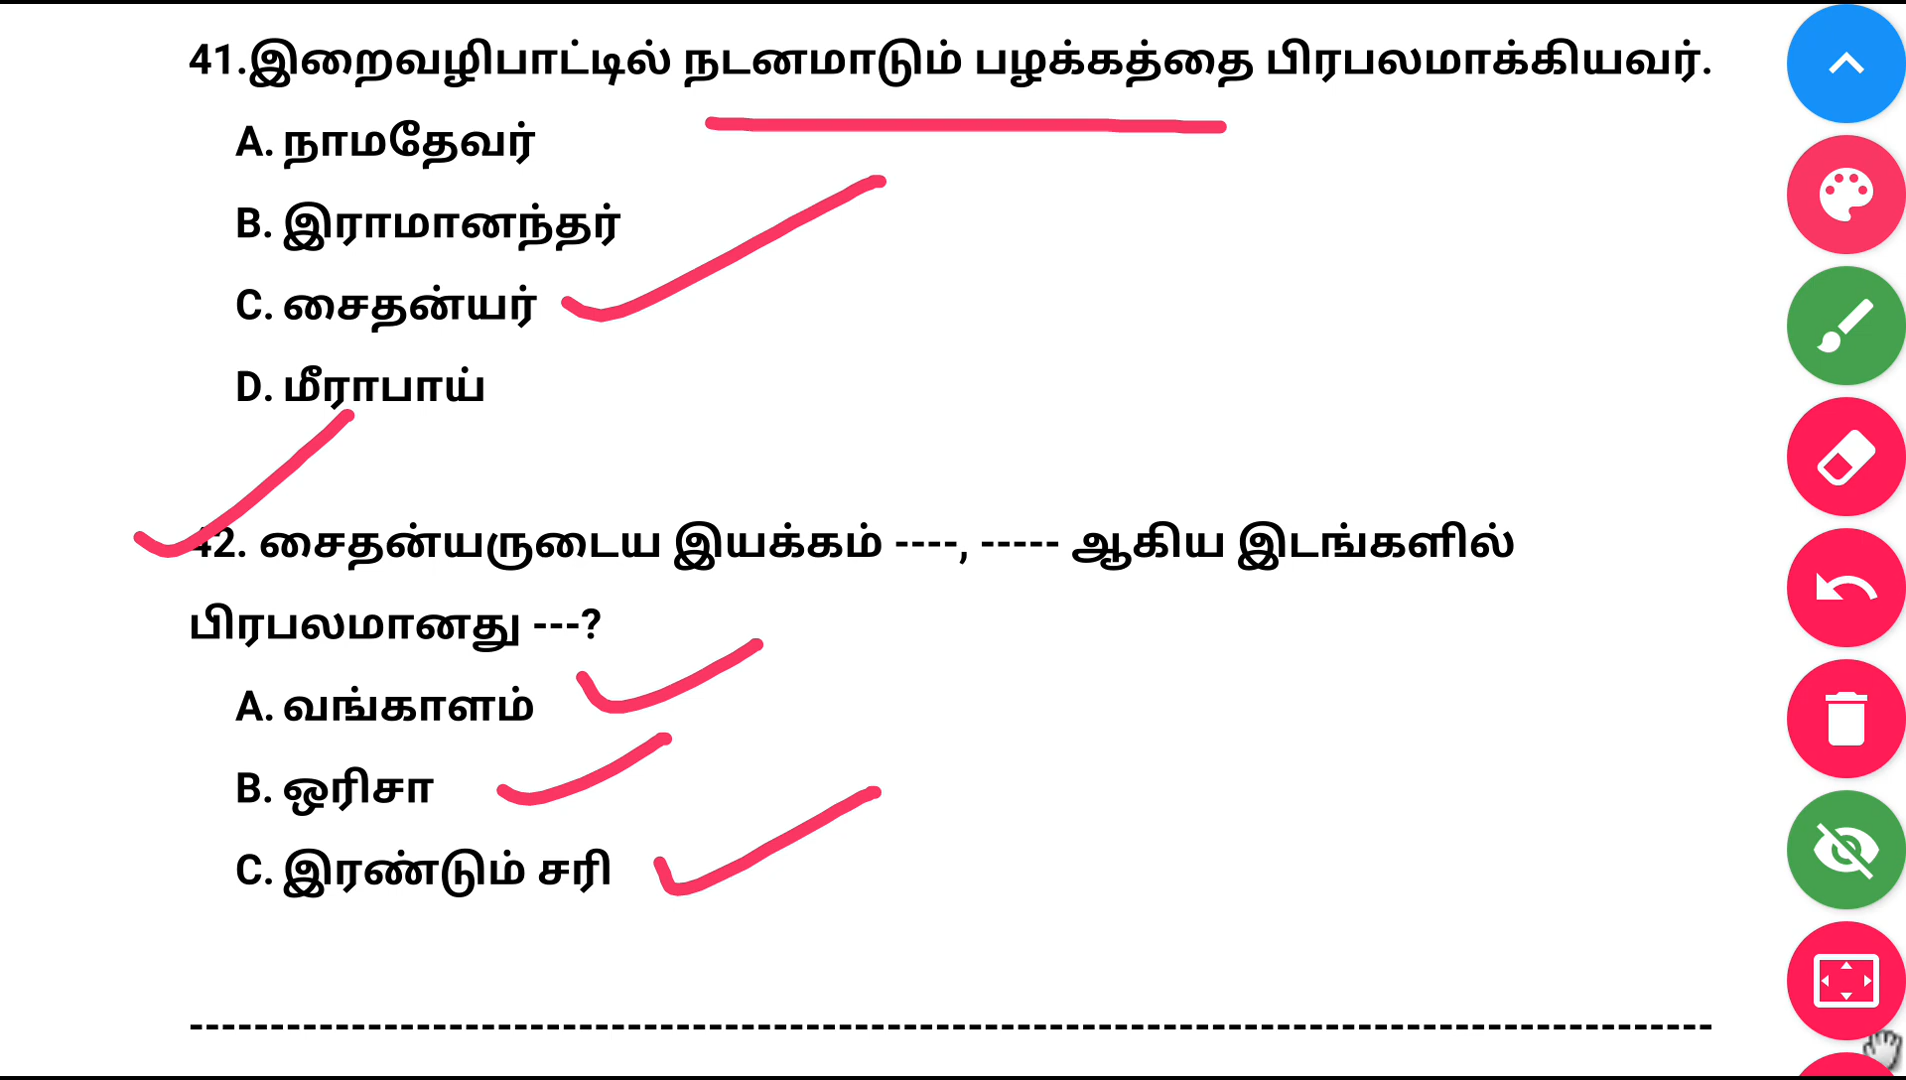 41.இறைவழிபாட்டில் நடனமாடும் பழக்கத்தை பிரபலமாக்கியவர்.
A. நாமதேவர்
B. இராமானந்தர்
C. சைதன்யர்
D. மீராபாய்
42. சைதன்யருடைய இயக்கம் ----, ----- ஆகிய இடங்களில்
பிரபலமானது ---?
A. வங்காளம்
B. ஒரிசா
C. இரண்டும் சரி